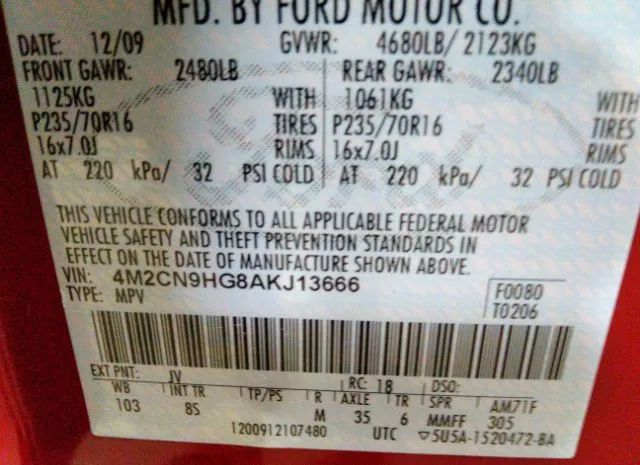 MFD. BY FORD MOTOR CO.
DATE: 12/09 GVWR: 4680LB/ 2123KG
FRONT GAWR: 2480LB REAR GAWR: 2340LB
1125KG WITH 1061KG WITH
P235/70R16 TIRES P235/70R16 TIRES
16x7.0J RIMS 16x7.0J RIMS
AT 220 kPa/ 32 PSI COLD AT 220 kPa/ 32 PSI COLD
THIS VEHICLE CONFORMS TO ALL APPLICABLE FEDERAL MOTOR
VEHICLE SAFETY AND THEFT PREVENTION STANDARDS IN
EFFECT ON THE DATE OF MANUFACTURE SHOWN ABOVE.
VIN: 4M2CN9HG8AKJ13666 F0080
TYPE: MPV T0206
EXT PNT: JV RC: 18 DSO:
WB INT TR TP/PS R AXLE TR SPR AM71F
103 8S M 35 6 MMFF 305
1200912107480 UTC ▽5U5A-1520472-BA